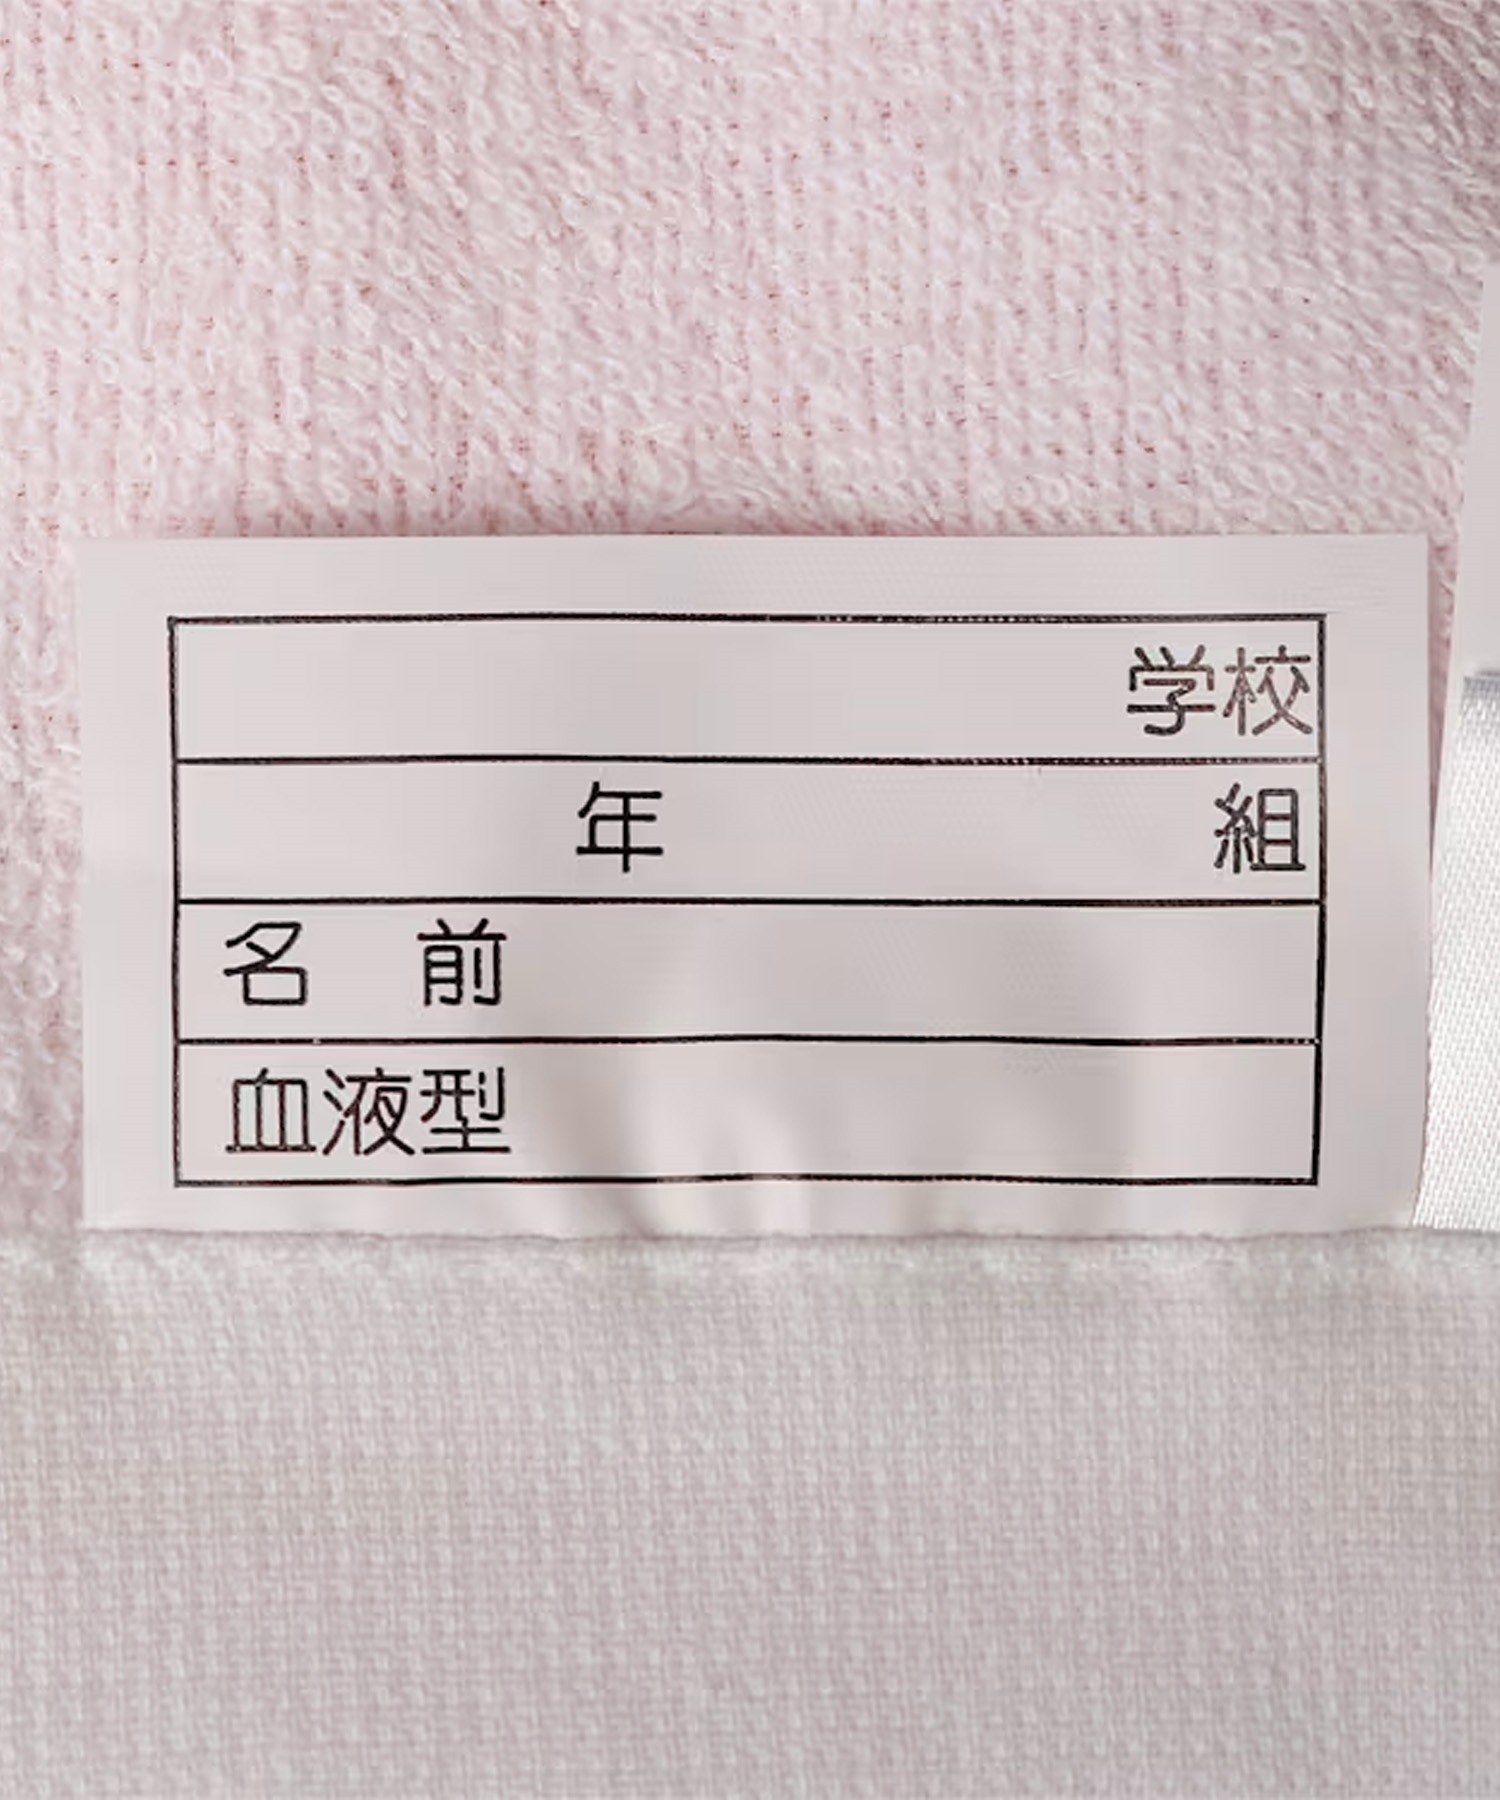 学校
年 組
名 前
血液型